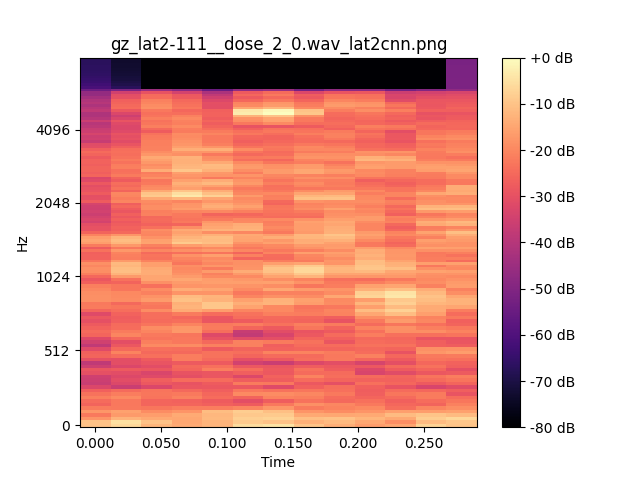 gz_lat2-111__dose_2_0.wav_lat2cnn.png
Hz
4096
2048
1024
512
0
0.000 0.050 0.100 0.150 0.200 0.250
Time
+0 dB
-10 dB
-20 dB
-30 dB
-40 dB
-50 dB
-60 dB
-70 dB
-80 dB